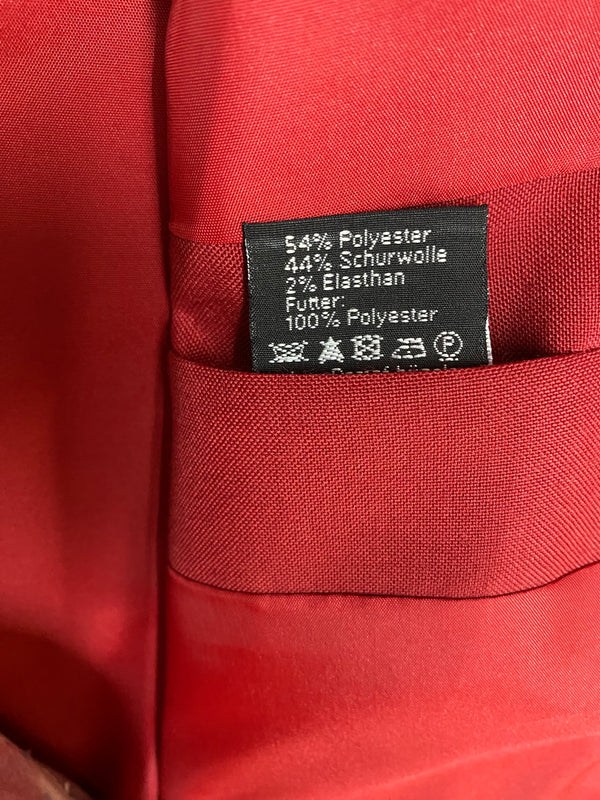 54% Polyester
44% Schurwolle
2% Elasthan
Futter:
100% Polyester
P